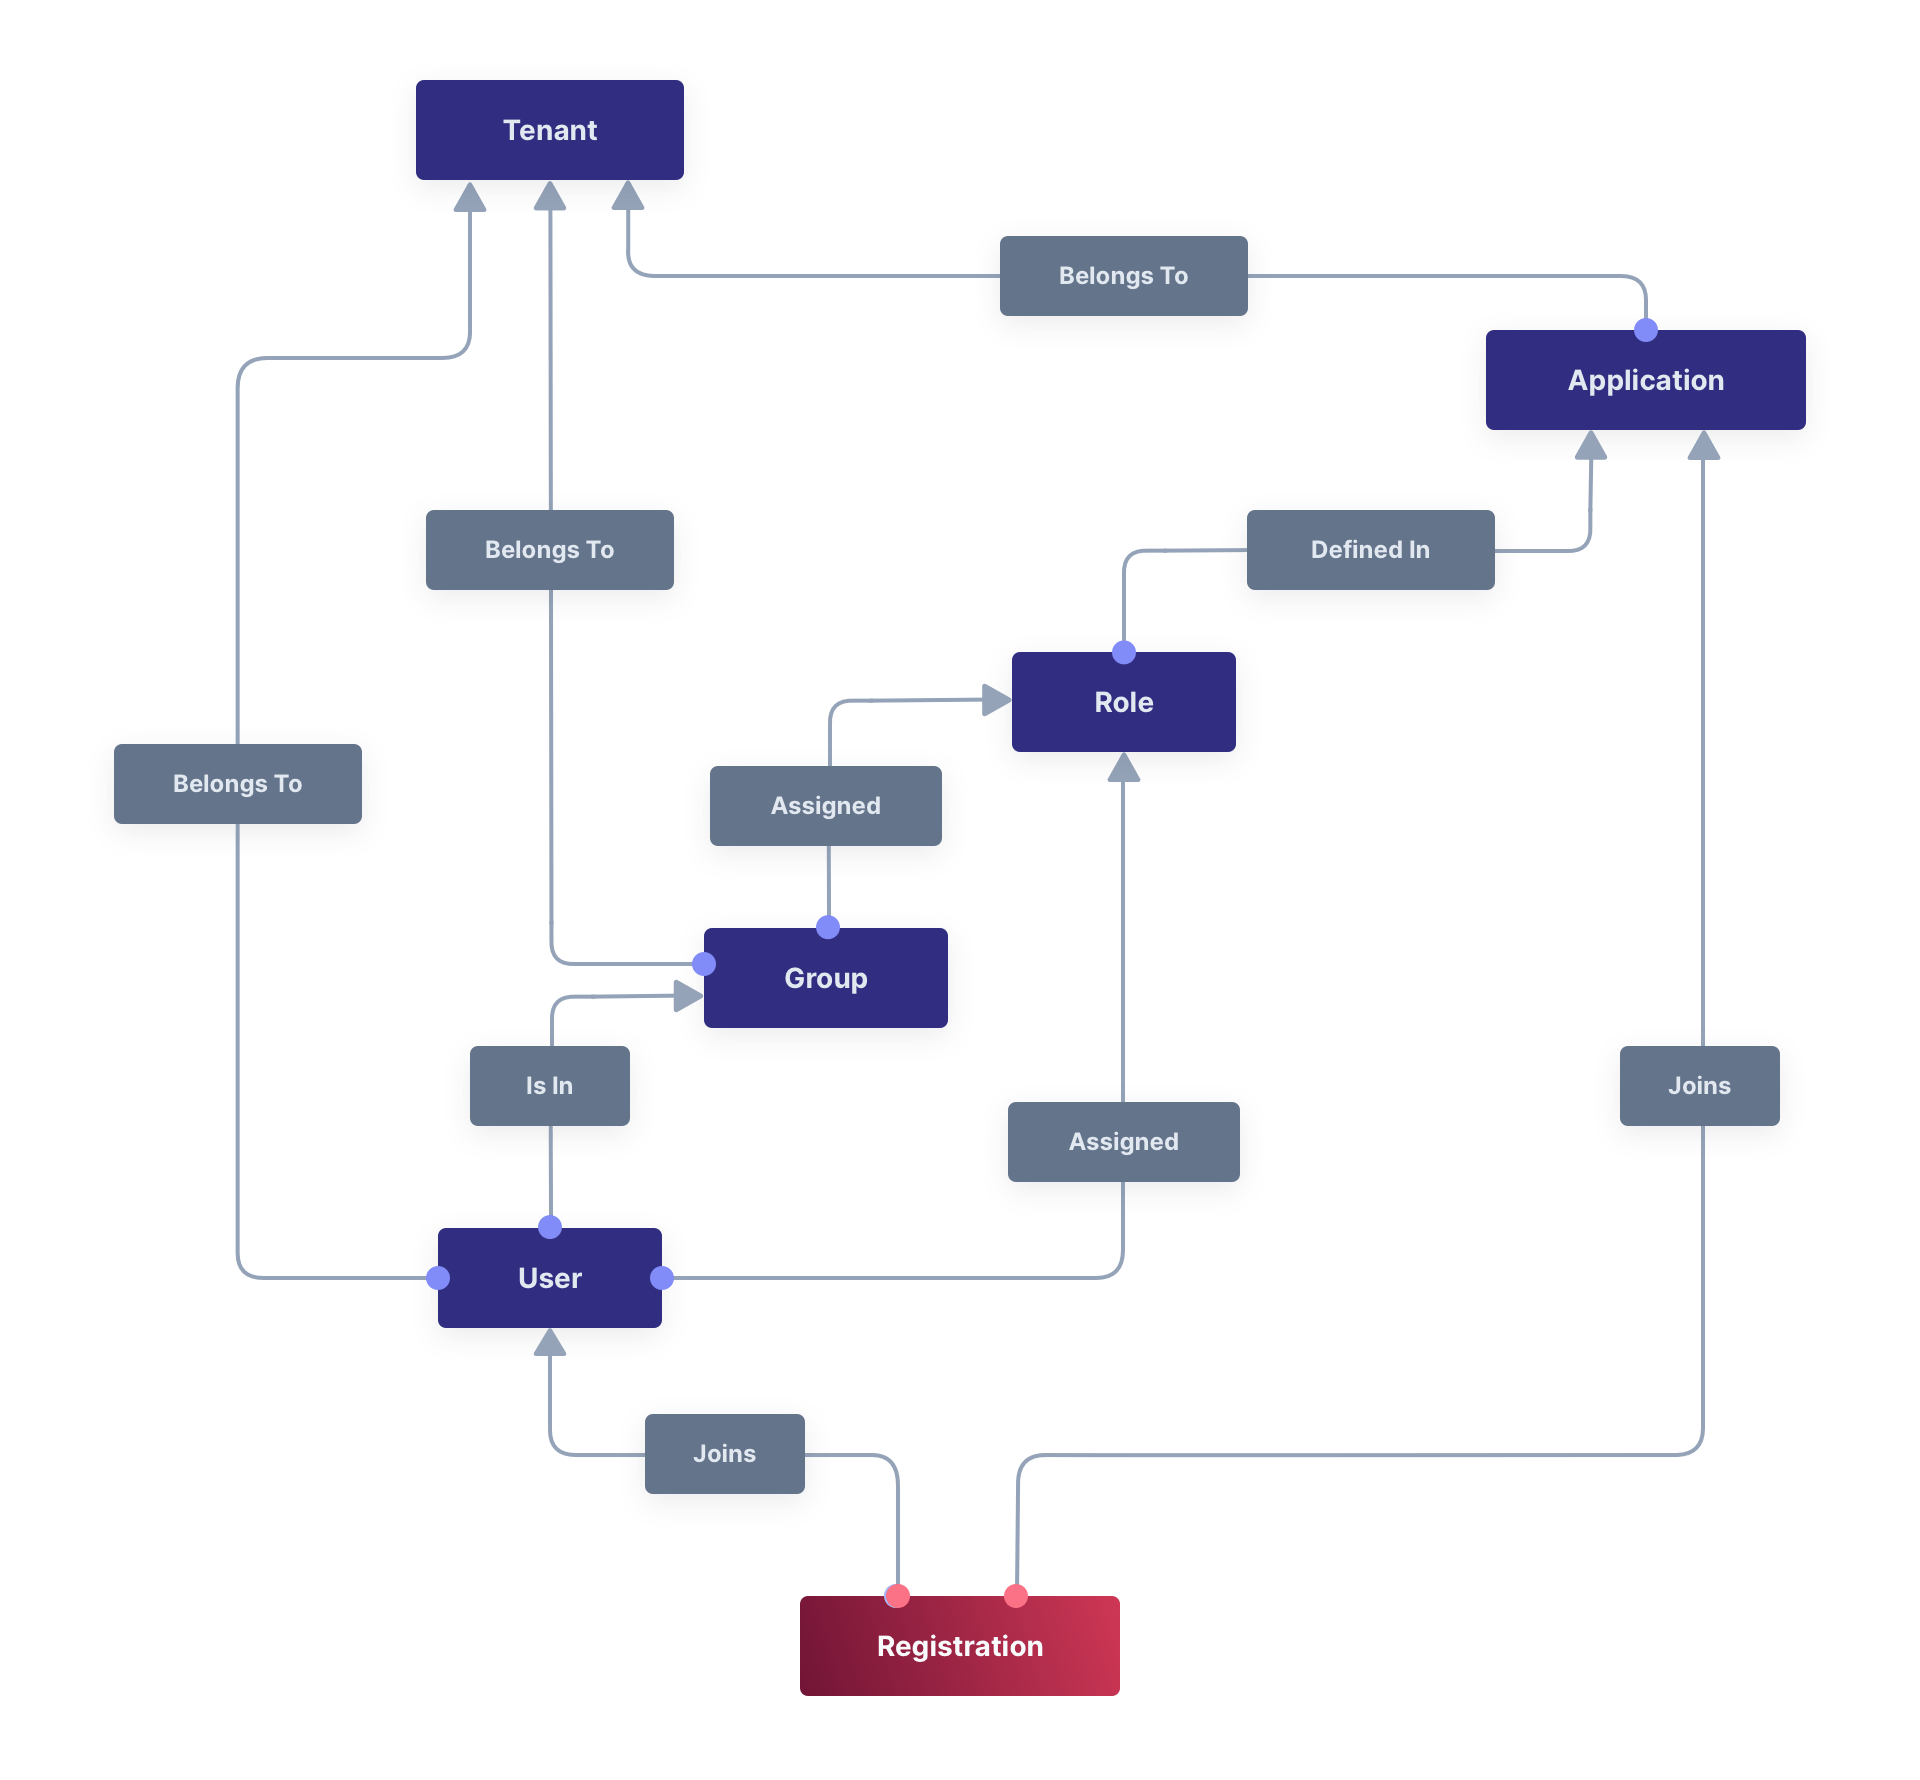 Tenant
Belongs To
Application
Belongs To
Defined In
Role
Belongs To
Assigned
Group
Is In
Joins
Assigned
User
Joins
Registration